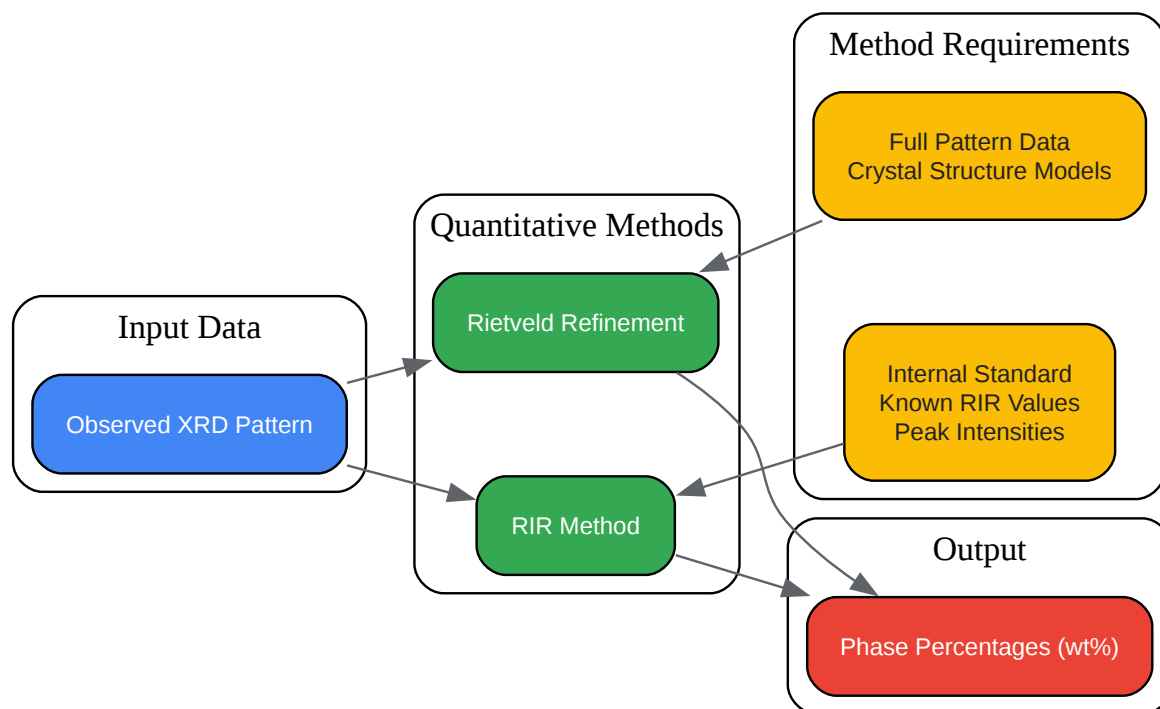 Input Data
Observed XRD Pattern
Quantitative Methods
Rietveld Refinement
RIR Method
Method Requirements
Full Pattern Data
Crystal Structure Models
Internal Standard
Known RIR Values
Peak Intensities
Output
Phase Percentages (wt%)